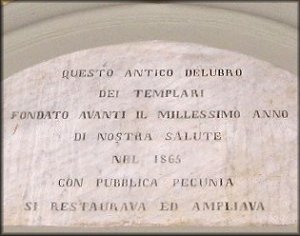 QUESTO ANTICO DELUBRO
DEI TEMPLARI
FONDATO AVANTI IL MILLESSIMO ANNO
DI NOSTRA SALUTE
NEL 1865
CON PUBBLICA PECUNIA
SI RESTAURAVA ED AMPLIAVA